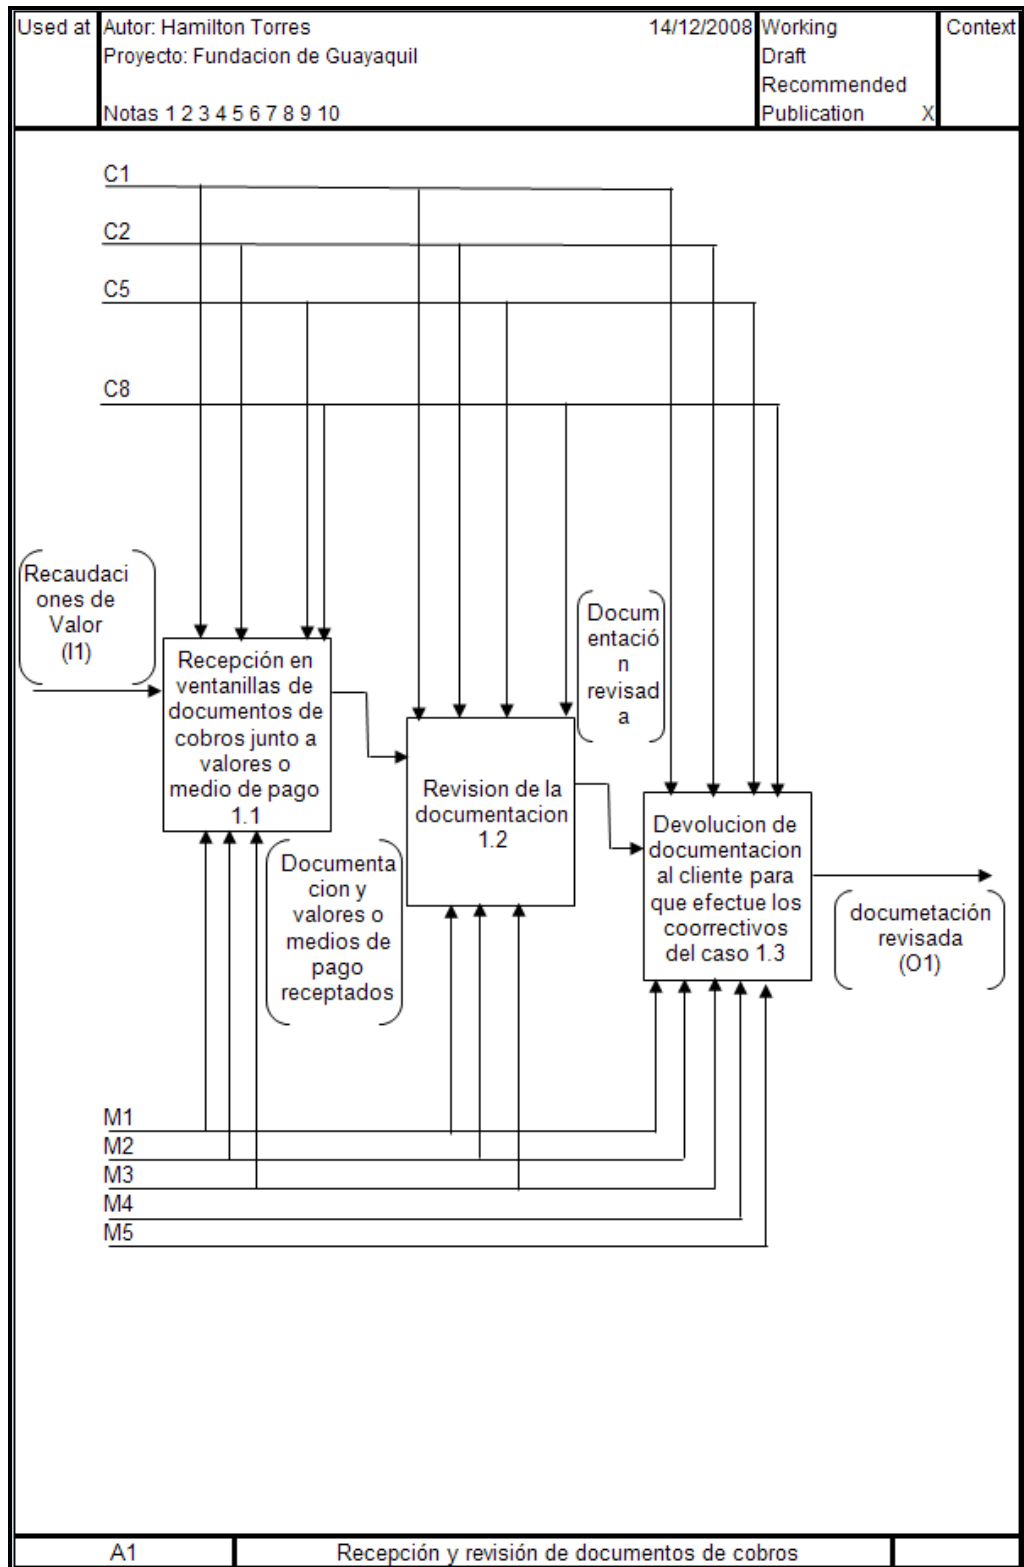 Used at
Autor: Hamilton Torres
14/12/2008
Proyecto: Fundacion de Guayaquil
Notas 1 2 3 4 5 6 7 8 9 10
Working
Draft
Recommended
Publication X
Context
C1
C2
C5
C8
Recaudaci
ones de
Valor
(I1)
Recepción en
ventanillas de
documentos de
cobros junto a
valores o
medio de pago
1.1
Docum
entació
n
revisad
a
Revision de la
documentacion
1.2
Documenta
cion y
valores o
medios de
pago
receptados
Devolucion de
documentacion
al cliente para
que efectue los
coorrectivos
del caso 1.3
documetación
revisada
(O1)
M1
M2
M3
M4
M5
A1
Recepción y revisión de documentos de cobros